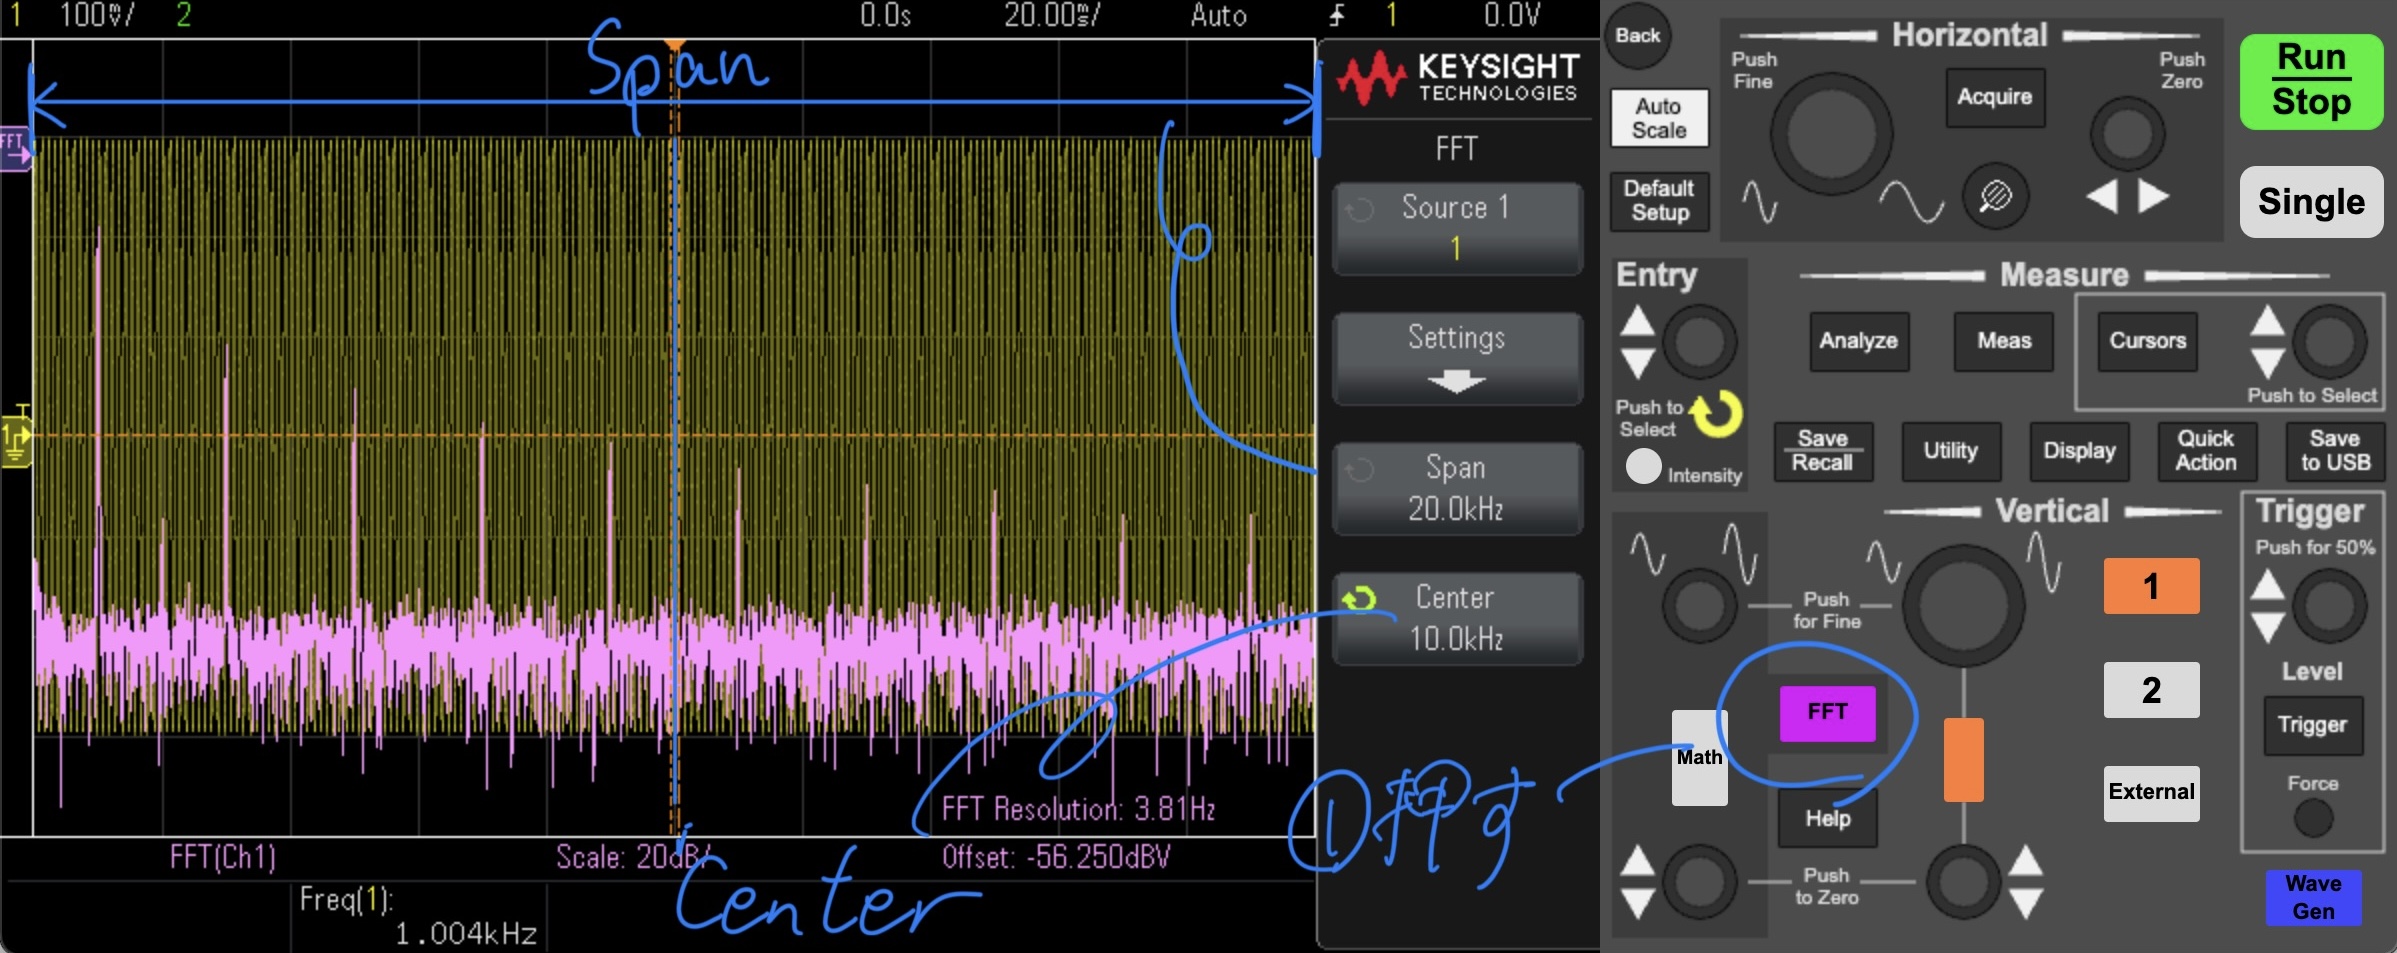 1 100mV/ 2 0.0s 20.00ms/ Auto 1 0.0V
Span
FFT
T
1
KEYSIGHT
TECHNOLOGIES
FFT
Source 1
1
Settings
Span
20.0kHz
Center
10.0kHz
FFT Resolution: 3.81Hz
FFT(Ch1) Scale: 20dB/ Offset: -56.250dBV
Center
Freq(1):
1.004kHz
①押す
Back
Horizontal
Push
Fine
Push
Zero
Acquire
Run
Stop
Auto
Scale
Default
Setup
Single
Entry
Measure
Analyze
Meas
Cursors
Push to
Select
Push to Select
Intensity
Save
Recall
Utility
Display
Quick
Action
Save
to USB
Vertical
Trigger
Push for 50%
Push
for Fine
1
2
External
FFT
Math
Help
Push
to Zero
Level
Trigger
Force
Wave
Gen